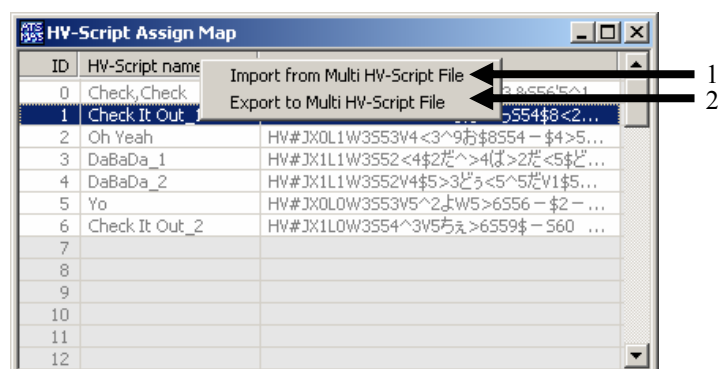 ATS
MA5 HV-Script Assign Map
ID HV-Script name
Import from Multi HV-Script File 1
Export to Multi HV-Script File 2
0 Check,Check
1 Check It Out_1 554$8<2...
2 Oh Yeah HV#JX0L1W3S53V4<3^9お$8S54－$4>5...
3 DaBaDa_1 HV#JX1L1W3S52<4$2だ^>4(ば>2だ<5$ど...
4 DaBaDa_2 HV#JX1L1W3S52V4$5>3どぅ<5^5だV1$5...
5 Yo HV#JX0L0W3S53V5^2よW5>6S56－$2－...
6 Check It Out_2 HV#JX1L0W3S54^3V5ちぇ>6S59$－S60 ...
7
8
9
10
11
12